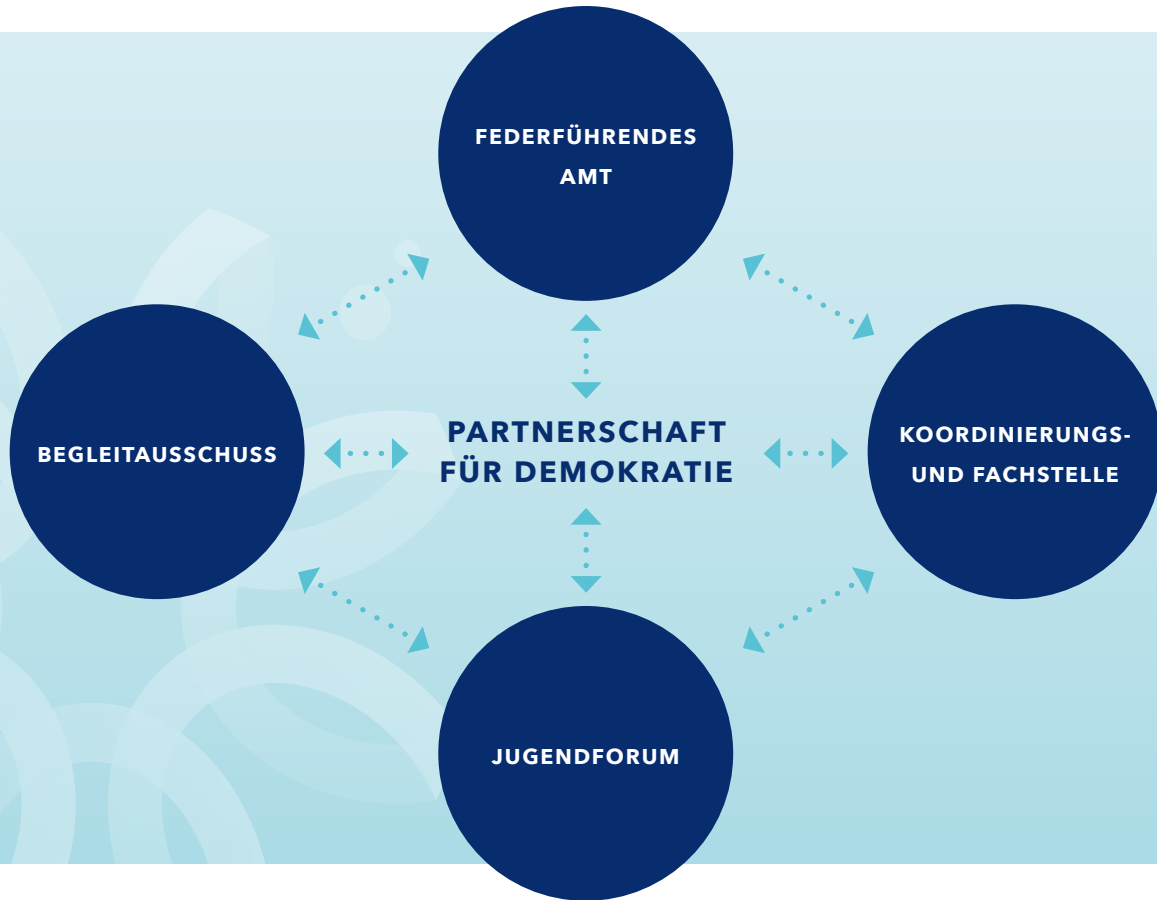 FEDERFÜHRENDES
AMT
BEGLEITAUSSCHUSS
PARTNERSCHAFT
FÜR DEMOKRATIE
KOORDINIERUNGS-
UND FACHSTELLE
JUGENDFORUM